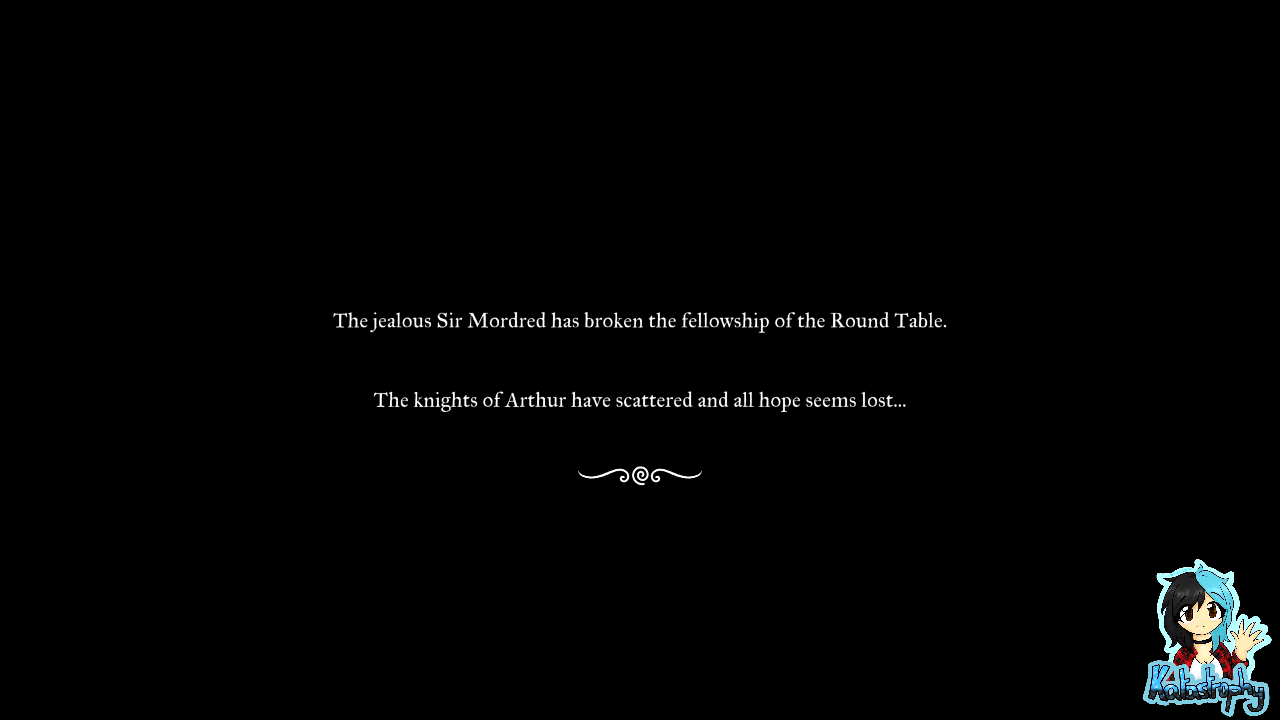 The jealous Sir Mordred has broken the fellowship of the Round Table.
The knights of Arthur have scattered and all hope seems lost...
Katastrophy